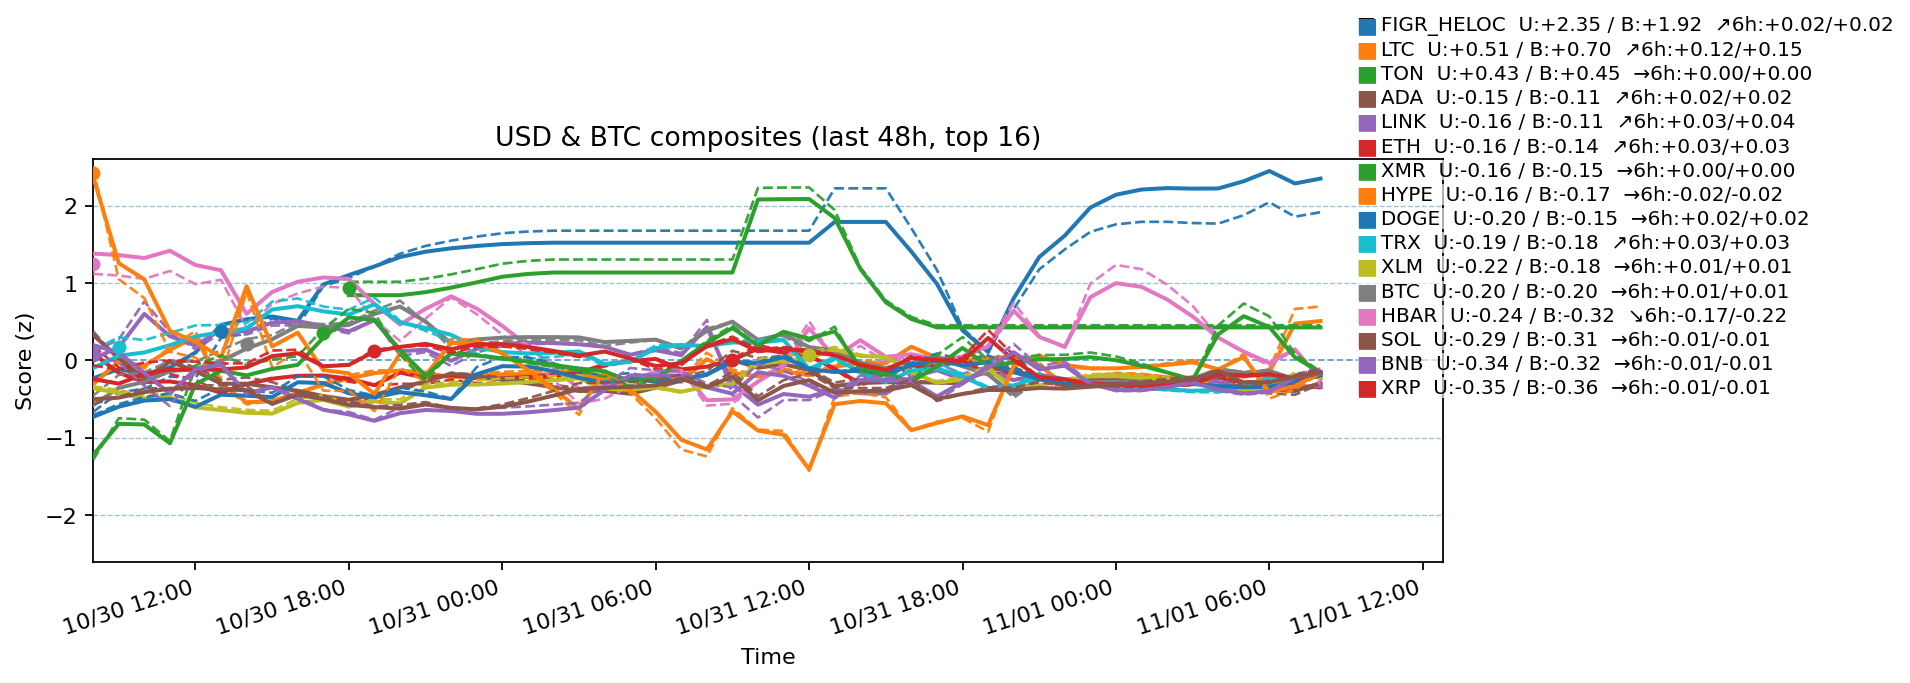 FIGR_HELOC U:+2.35 / B:+1.92 ↗6h:+0.02/+0.02
LTC U:+0.51 / B:+0.70 ↗6h:+0.12/+0.15
TON U:+0.43 / B:+0.45 →6h:+0.00/+0.00
ADA U:-0.15 / B:-0.11 ↗6h:+0.02/+0.02
LINK U:-0.16 / B:-0.11 ↗6h:+0.03/+0.04
ETH U:-0.16 / B:-0.14 ↗6h:+0.03/+0.03
XMR U:-0.16 / B:-0.15 →6h:+0.00/+0.00
HYPE U:-0.16 / B:-0.17 →6h:-0.02/-0.02
DOGE U:-0.20 / B:-0.15 →6h:+0.02/+0.02
TRX U:-0.19 / B:-0.18 ↗6h:+0.03/+0.03
XLM U:-0.22 / B:-0.18 →6h:+0.01/+0.01
BTC U:-0.20 / B:-0.20 →6h:+0.01/+0.01
HBAR U:-0.24 / B:-0.32 ↘6h:-0.17/-0.22
SOL U:-0.29 / B:-0.31 →6h:-0.01/-0.01
BNB U:-0.34 / B:-0.32 →6h:-0.01/-0.01
XRP U:-0.35 / B:-0.36 →6h:-0.01/-0.01
USD & BTC composites (last 48h, top 16)
Score (z)
2
1
0
−1
−2
10/30 12:00
10/30 18:00
10/31 00:00
10/31 06:00
10/31 12:00
10/31 18:00
11/01 00:00
11/01 06:00
11/01 12:00
Time